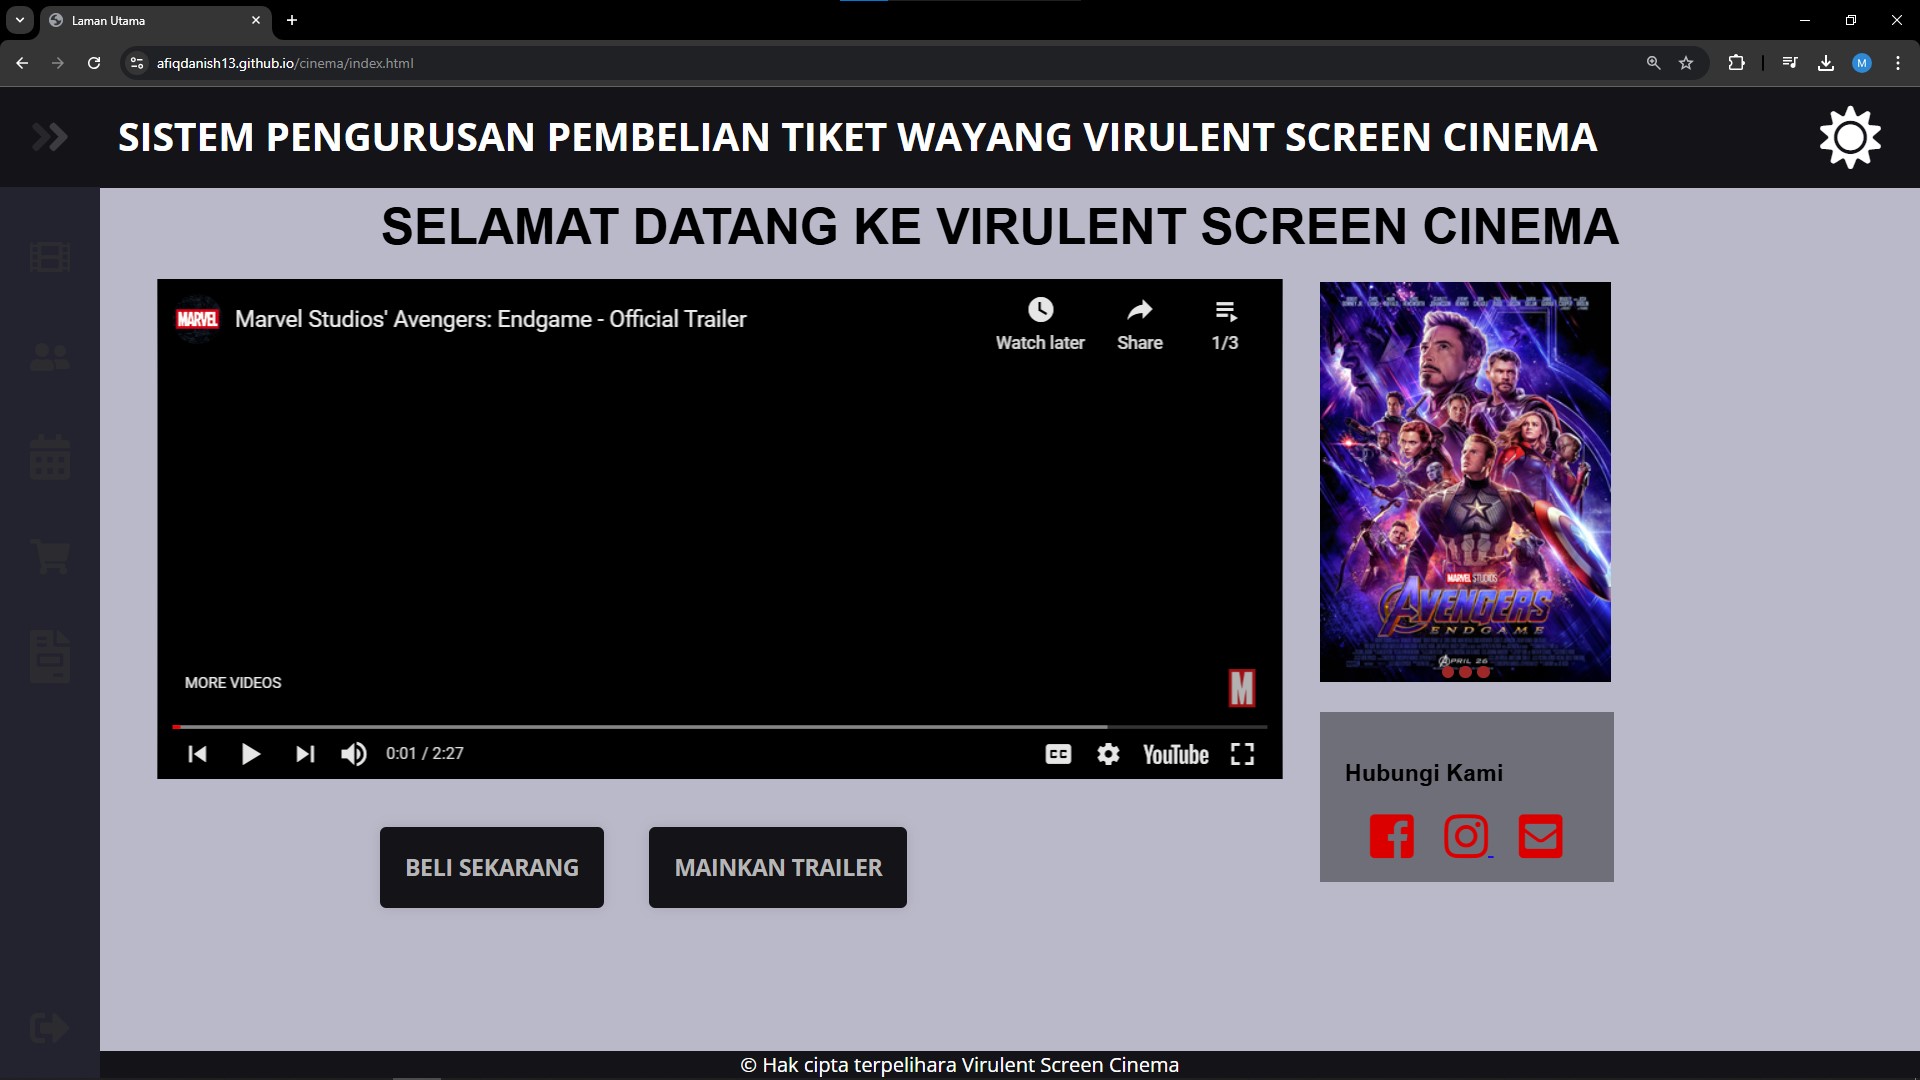 Laman Utama
afiqdanish13.github.io/cinema/index.html
M
SISTEM PENGURUSAN PEMBELIAN TIKET WAYANG VIRULENT SCREEN CINEMA
SELAMAT DATANG KE VIRULENT SCREEN CINEMA
MARVEL
Marvel Studios' Avengers: Endgame - Official Trailer
Watch later
Share
1/3
MORE VIDEOS
M
0:01 / 2:27
CC
YouTube
MARVEL STUDIOS
AVENGERS
ENDGAME
APRIL 26
Hubungi Kami
BELI SEKARANG
MAINKAN TRAILER
© Hak cipta terpelihara Virulent Screen Cinema